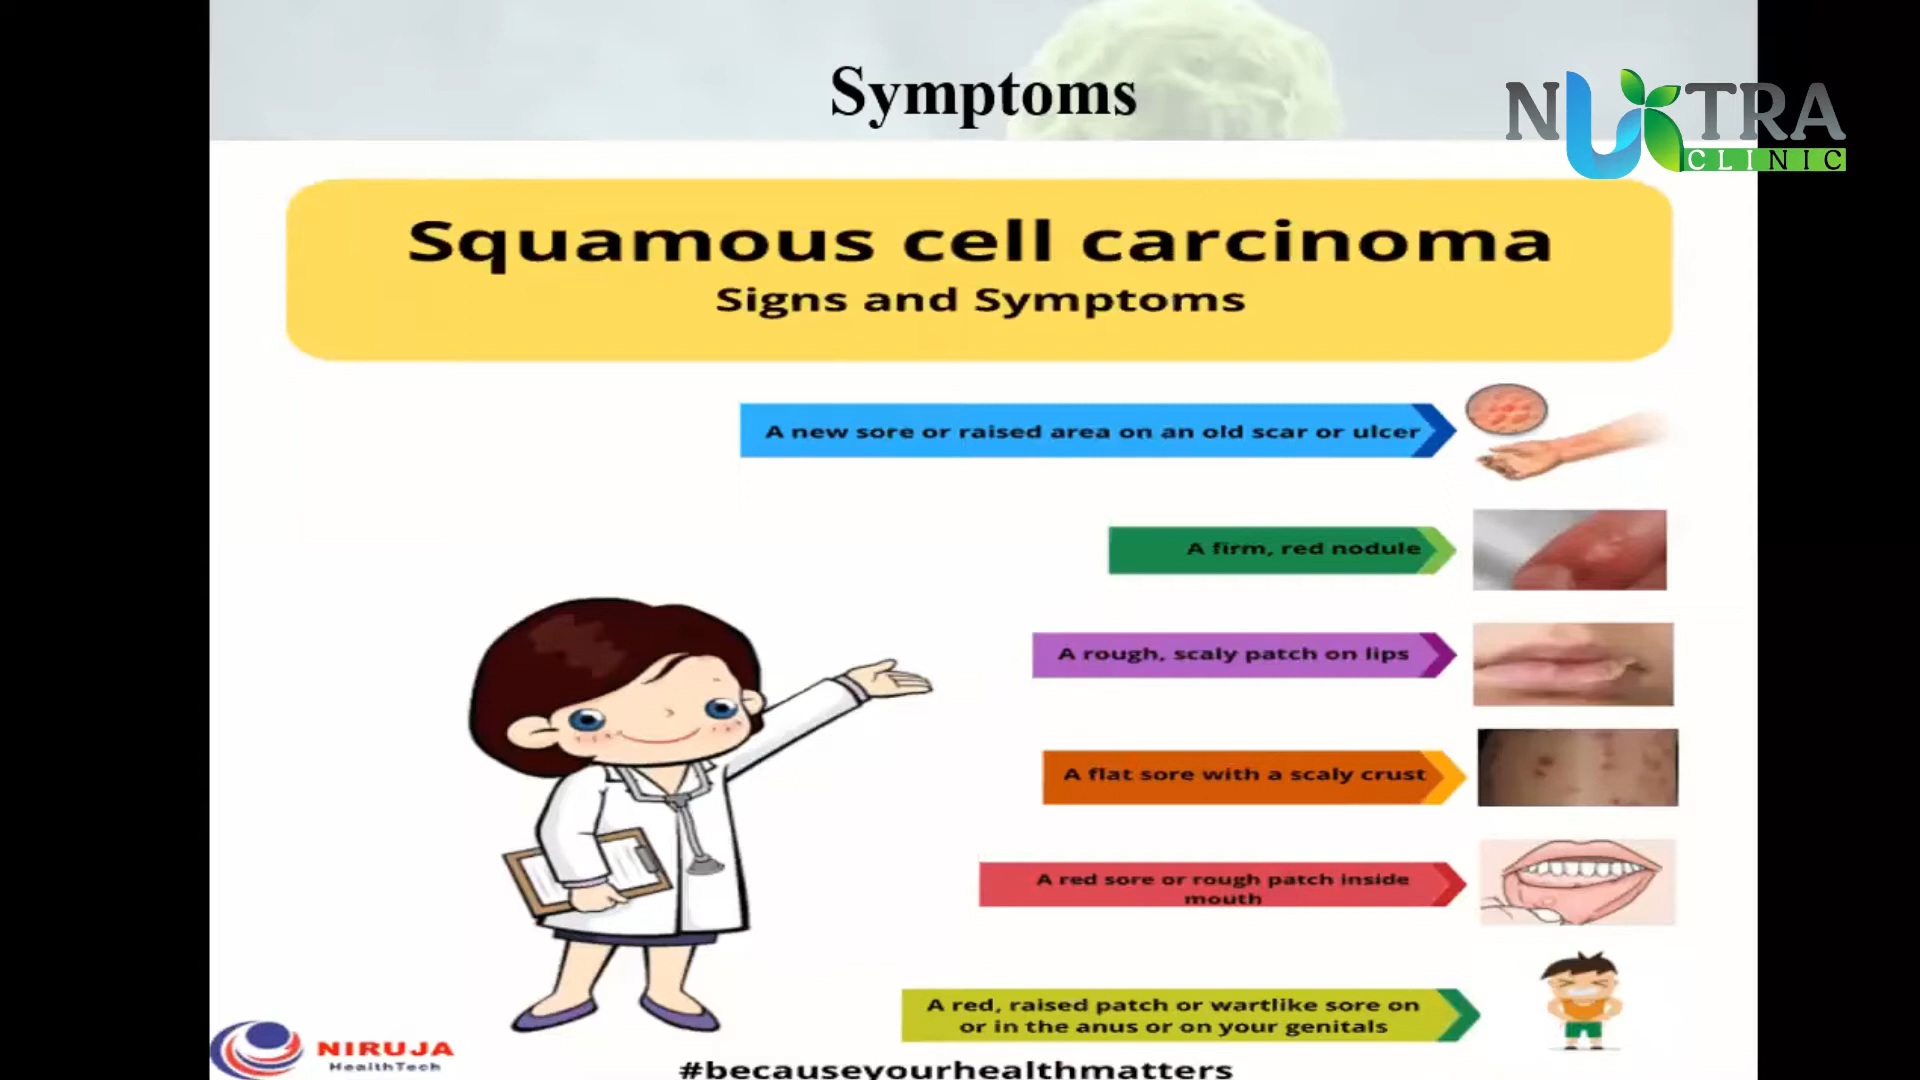 Symptoms
NUTRA
CLINIC
Squamous cell carcinoma
Signs and Symptoms
A new sore or raised area on an old scar or ulcer
A firm, red nodule
A rough, scaly patch on lips
A flat sore with a scaly crust
A red sore or rough patch inside
mouth
A red, raised patch or wartlike sore on
or in the anus or on your genitals
NIRUJA
HealthTech
#becauseyourhealthmatters